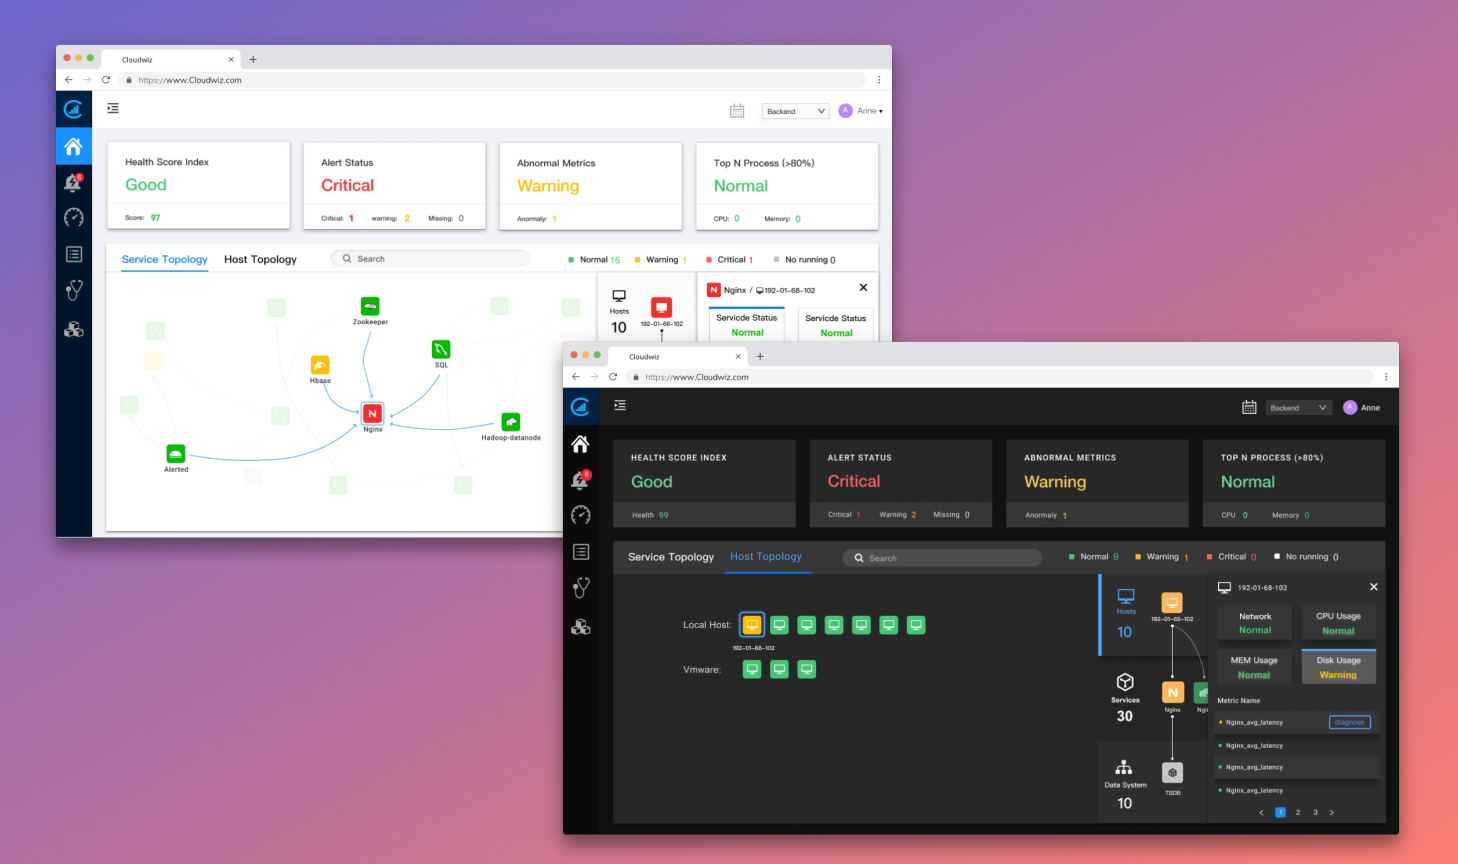 Cloudwiz
https://www.Cloudwiz.com
Backend
A
Anne
6
Health Score Index
Good
Score: 97
Alert Status
Critical
Critical: 1 warning: 2 Missing: 0
Abnormal Metrics
Warning
Anormaly: 1
Top N Process (>80%)
Normal
CPU: 0 Memory: 0
Service Topology
Host Topology
Search
Normal 16
Warning 1
Critical 1
No running 0
Zookeeper
SQL
Hbase
N
Nginx
Hadoop-datanode
Alerted
Hosts
10
192-01-68-102
N Nginx / 192-01-68-102
Servicde Status
Normal
Servicde Status
Normal
Cloudwiz
https://www.Cloudwiz.com
Backend
A
Anne
6
HEALTH SCORE INDEX
Good
Health 99
ALERT STATUS
Critical
Critical 1 Warning 2 Missing 0
ABNORMAL METRICS
Warning
Anormaly 1
TOP N PROCESS (>80%)
Normal
CPU 0 Memory 0
Service Topology
Host Topology
Search
Normal 9
Warning 1
Critical 0
No running 0
Local Host:
192-01-68-102
Vmware:
Hosts
10
192-01-68-102
Services
30
N
Nginx
Ngi
Data System
10
TSDB
192-01-68-102
Network
Normal
CPU Usage
Normal
MEM Usage
Normal
Disk Usage
Warning
Metric Name
Nginx_avg_latency
diagnose
Nginx_avg_latency
Nginx_avg_latency
Nginx_avg_latency
< 1 2 3 >